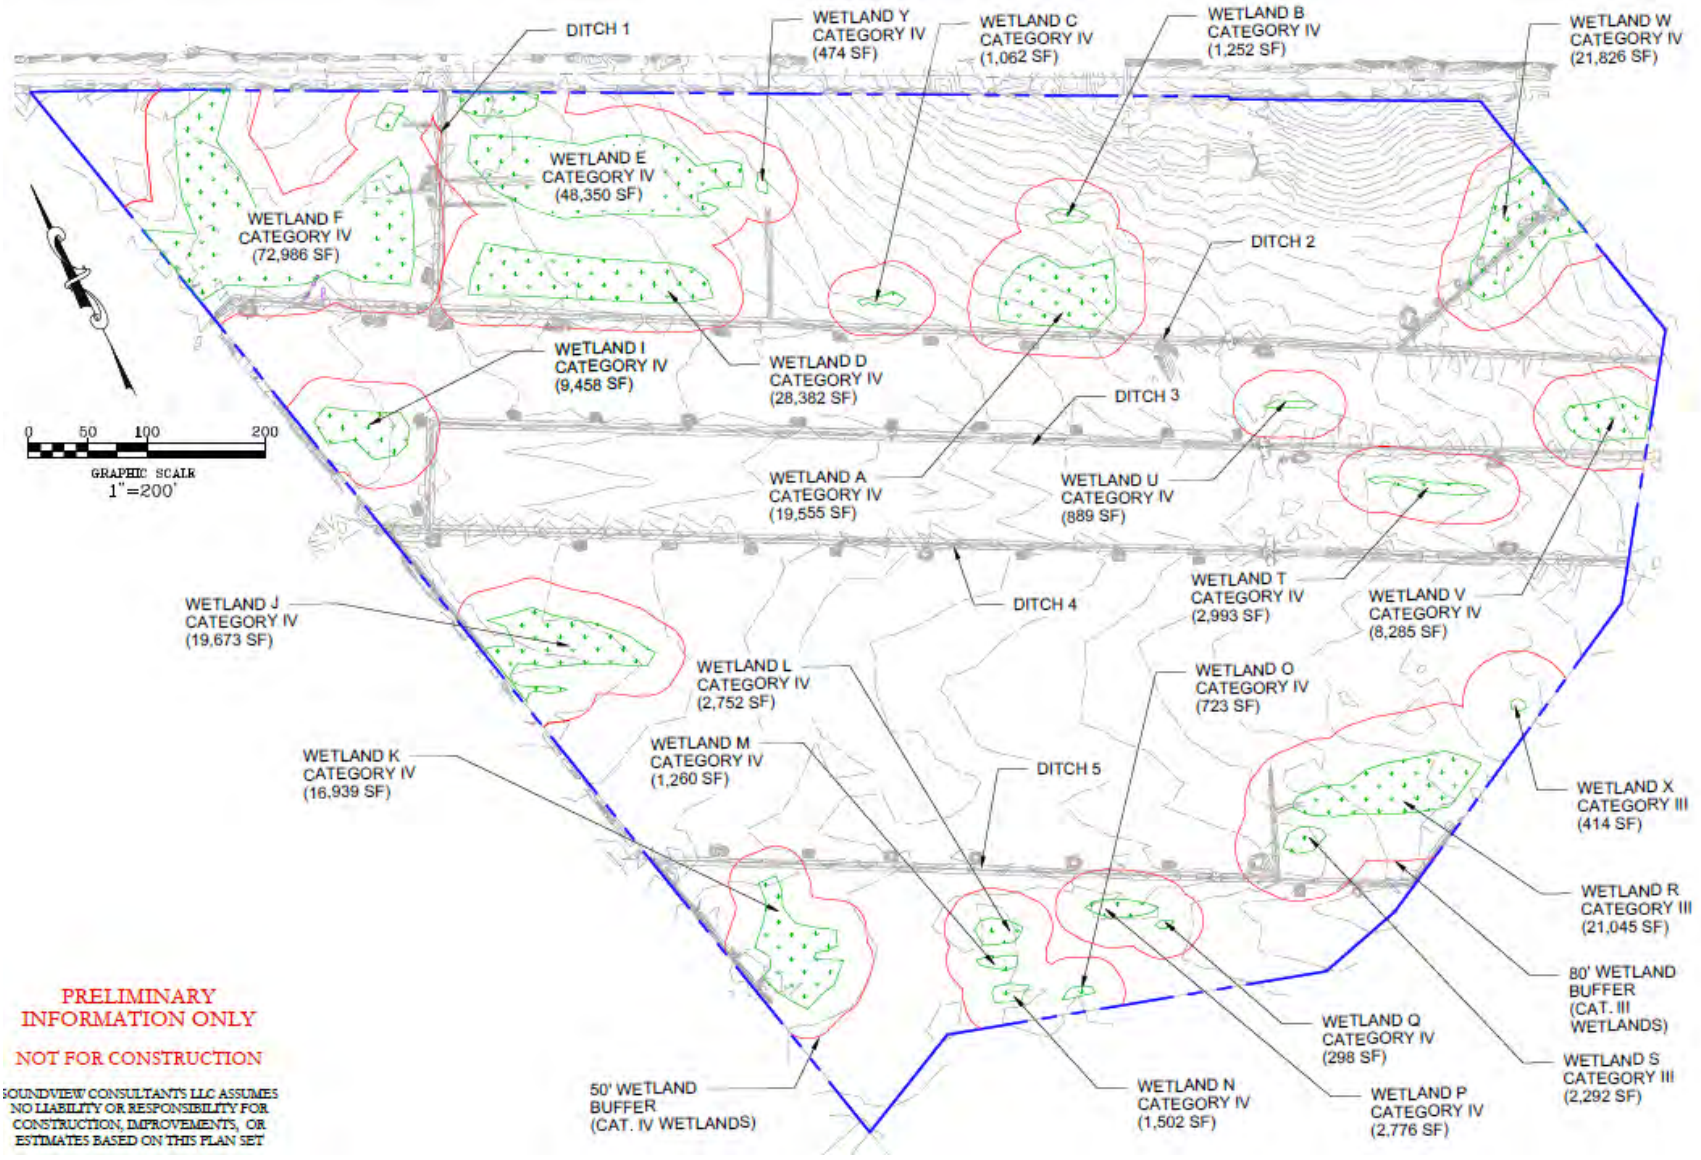 DITCH 1
WETLAND Y
CATEGORY IV
(474 SF)
WETLAND C
CATEGORY IV
(1,062 SF)
WETLAND B
CATEGORY IV
(1,252 SF)
WETLAND W
CATEGORY IV
(21,826 SF)
WETLAND E
CATEGORY IV
(48,350 SF)
WETLAND F
CATEGORY IV
(72,986 SF)
DITCH 2
WETLAND I
CATEGORY IV
(9,458 SF)
WETLAND D
CATEGORY IV
(28,382 SF)
DITCH 3
0 50 100 200
GRAPHIC SCALE
1"=200'
WETLAND A
CATEGORY IV
(19,555 SF)
WETLAND U
CATEGORY IV
(889 SF)
WETLAND T
CATEGORY IV
(2,993 SF)
WETLAND V
CATEGORY IV
(8,285 SF)
DITCH 4
WETLAND J
CATEGORY IV
(19,673 SF)
WETLAND L
CATEGORY IV
(2,752 SF)
WETLAND O
CATEGORY IV
(723 SF)
WETLAND K
CATEGORY IV
(16,939 SF)
WETLAND M
CATEGORY IV
(1,260 SF)
DITCH 5
WETLAND X
CATEGORY III
(414 SF)
WETLAND R
CATEGORY III
(21,045 SF)
80' WETLAND
BUFFER
(CAT. III
WETLANDS)
WETLAND Q
CATEGORY IV
(298 SF)
WETLAND S
CATEGORY III
(2,292 SF)
50' WETLAND
BUFFER
(CAT. IV WETLANDS)
WETLAND N
CATEGORY IV
(1,502 SF)
WETLAND P
CATEGORY IV
(2,776 SF)
PRELIMINARY
INFORMATION ONLY
NOT FOR CONSTRUCTION
SOUNDVIEW CONSULTANTS LLC ASSUMES
NO LIABILITY OR RESPONSIBILITY FOR
CONSTRUCTION, IMPROVEMENTS, OR
ESTIMATES BASED ON THIS PLAN SET